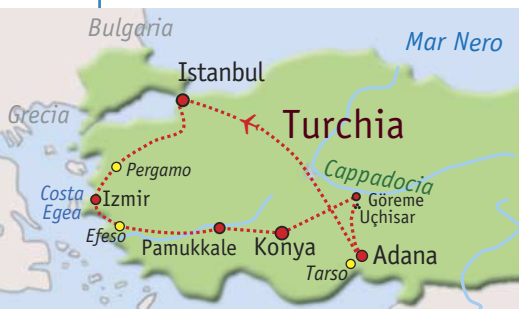 Bulgaria
Mar Nero
Istanbul
Grecia
Turchia
Pergamo
Cappadocia
Costa
Egea
Izmir
Göreme
Uçhisar
Efeso
Pamukkale
Konya
Adana
Tarso